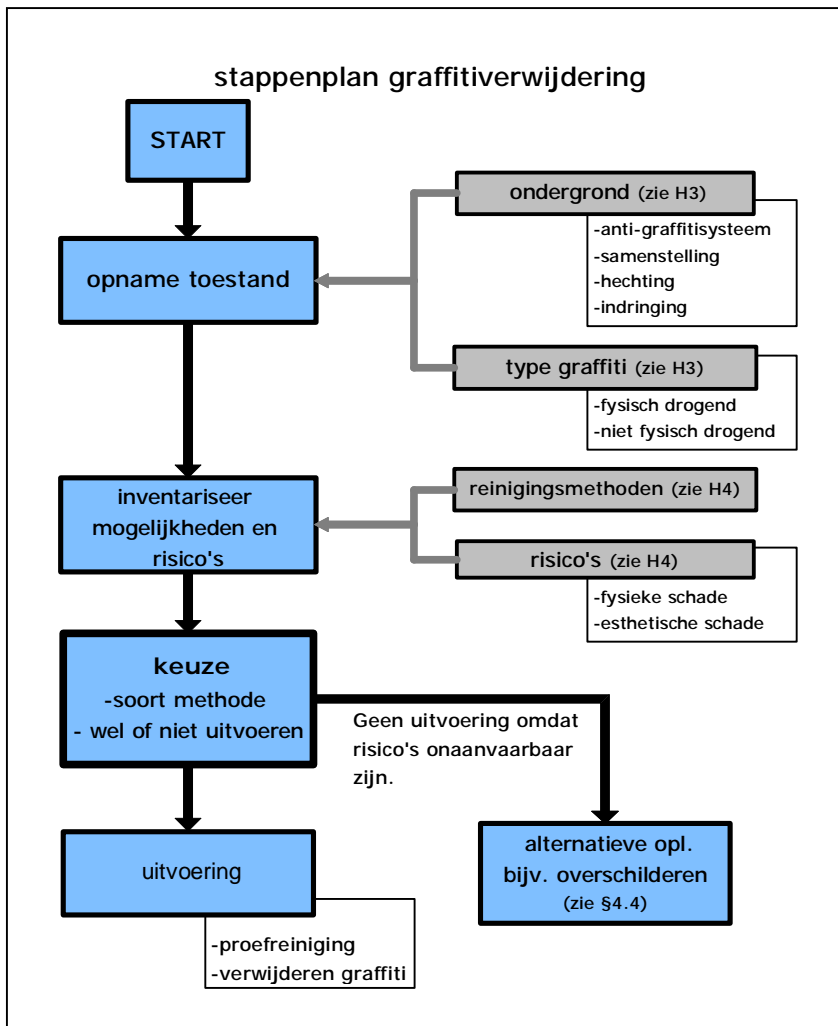 stappenplan graffitiverwijdering
START
ondergrond (zie H3)
-anti-graffitisysteem
-samenstelling
-hechting
-indringing
opname toestand
type graffiti (zie H3)
-fysisch drogend
-niet fysisch drogend
inventariseer
mogelijkheden en
risico's
reinigingsmethoden (zie H4)
risico's (zie H4)
-fysieke schade
-esthetische schade
keuze
-soort methode
- wel of niet uitvoeren
Geen uitvoering omdat
risico's onaanvaarbaar
zijn.
uitvoering
-proefreiniging
-verwijderen graffiti
alternatieve opl.
bijv. overschilderen
(zie §4.4)